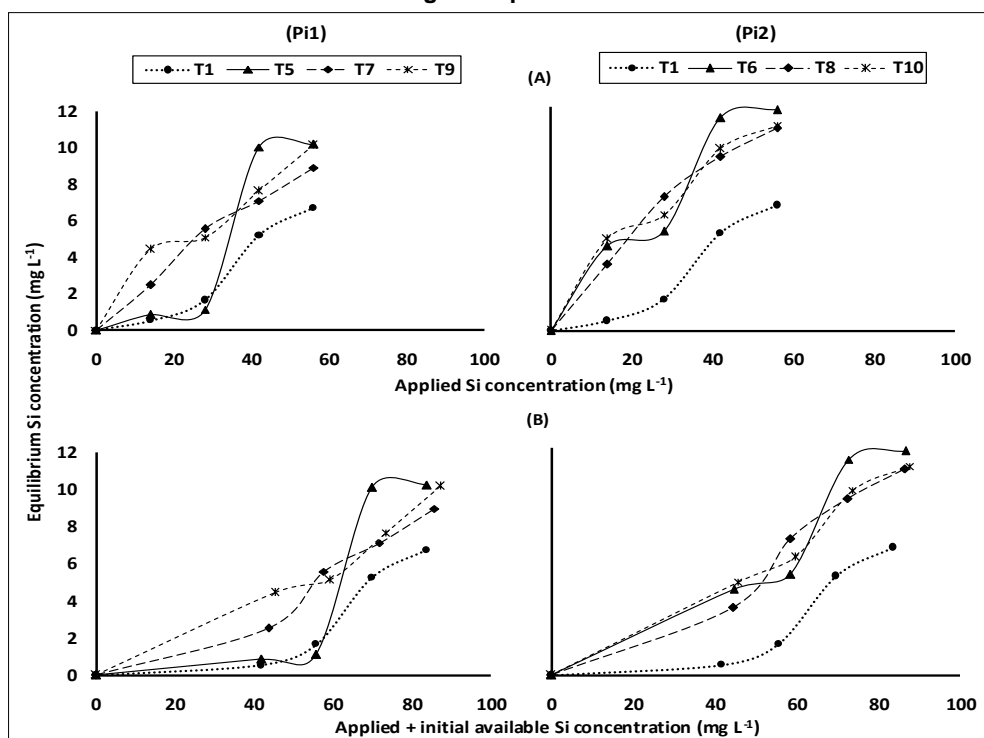 (Pi1) (Pi2)
T1 T5 T7 T9
T1 T6 T8 T10
(A)
12
10
8
6
4
2
0
0 20 40 60 80 100
0 20 40 60 80 100
Applied Si concentration (mg L-1)
Equilibrium Si concentration (mg L-1)
(B)
12
10
8
6
4
2
0
0 20 40 60 80 100
0 20 40 60 80 100
Applied + initial available Si concentration (mg L-1)